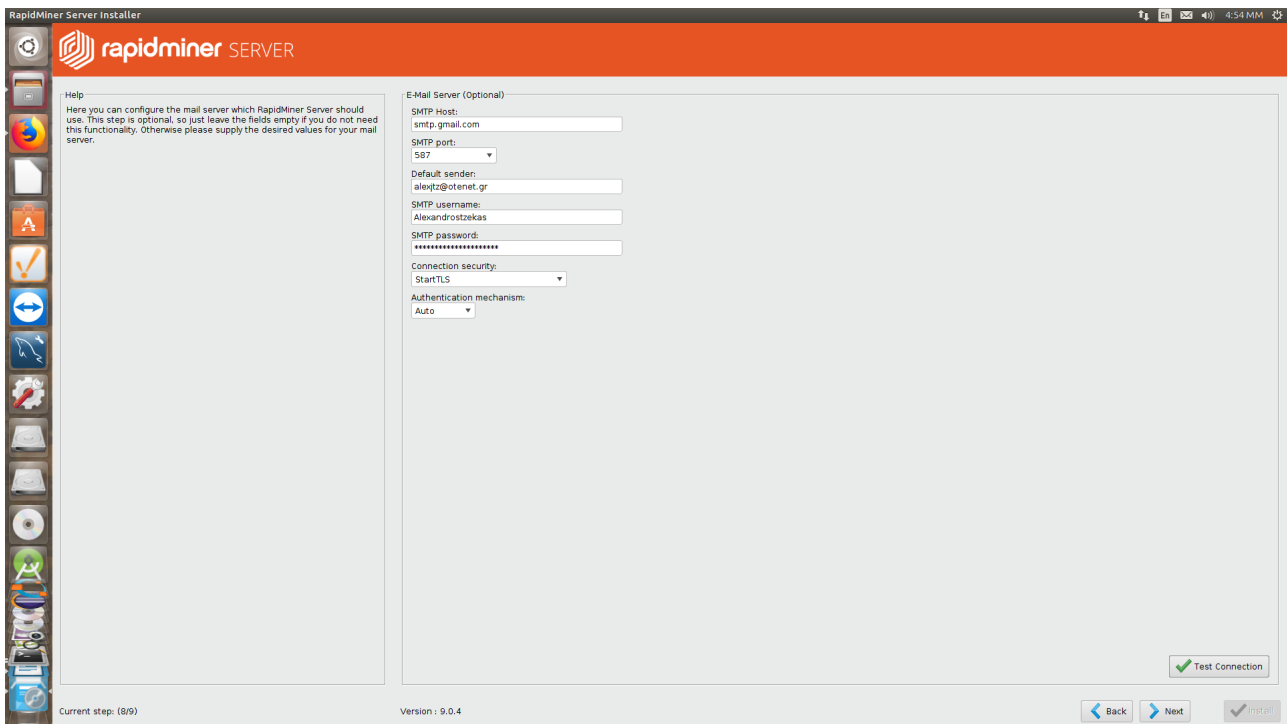 RapidMiner Server Installer
En
4:54 MM
rapidminer SERVER
Help
Here you can configure the mail server which RapidMiner Server should
use. This step is optional, so just leave the fields empty if you do not need
this functionality. Otherwise please supply the desired values for your mail
server.
E-Mail Server (Optional)
SMTP Host:
smtp.gmail.com
SMTP port:
587
Default sender:
alexjtz@otenet.gr
SMTP username:
Alexandrostzekas
SMTP password:
*********************
Connection security:
StartTLS
Authentication mechanism:
Auto
Test Connection
Current step: (8/9)
Version : 9.0.4
Back
Next
Install